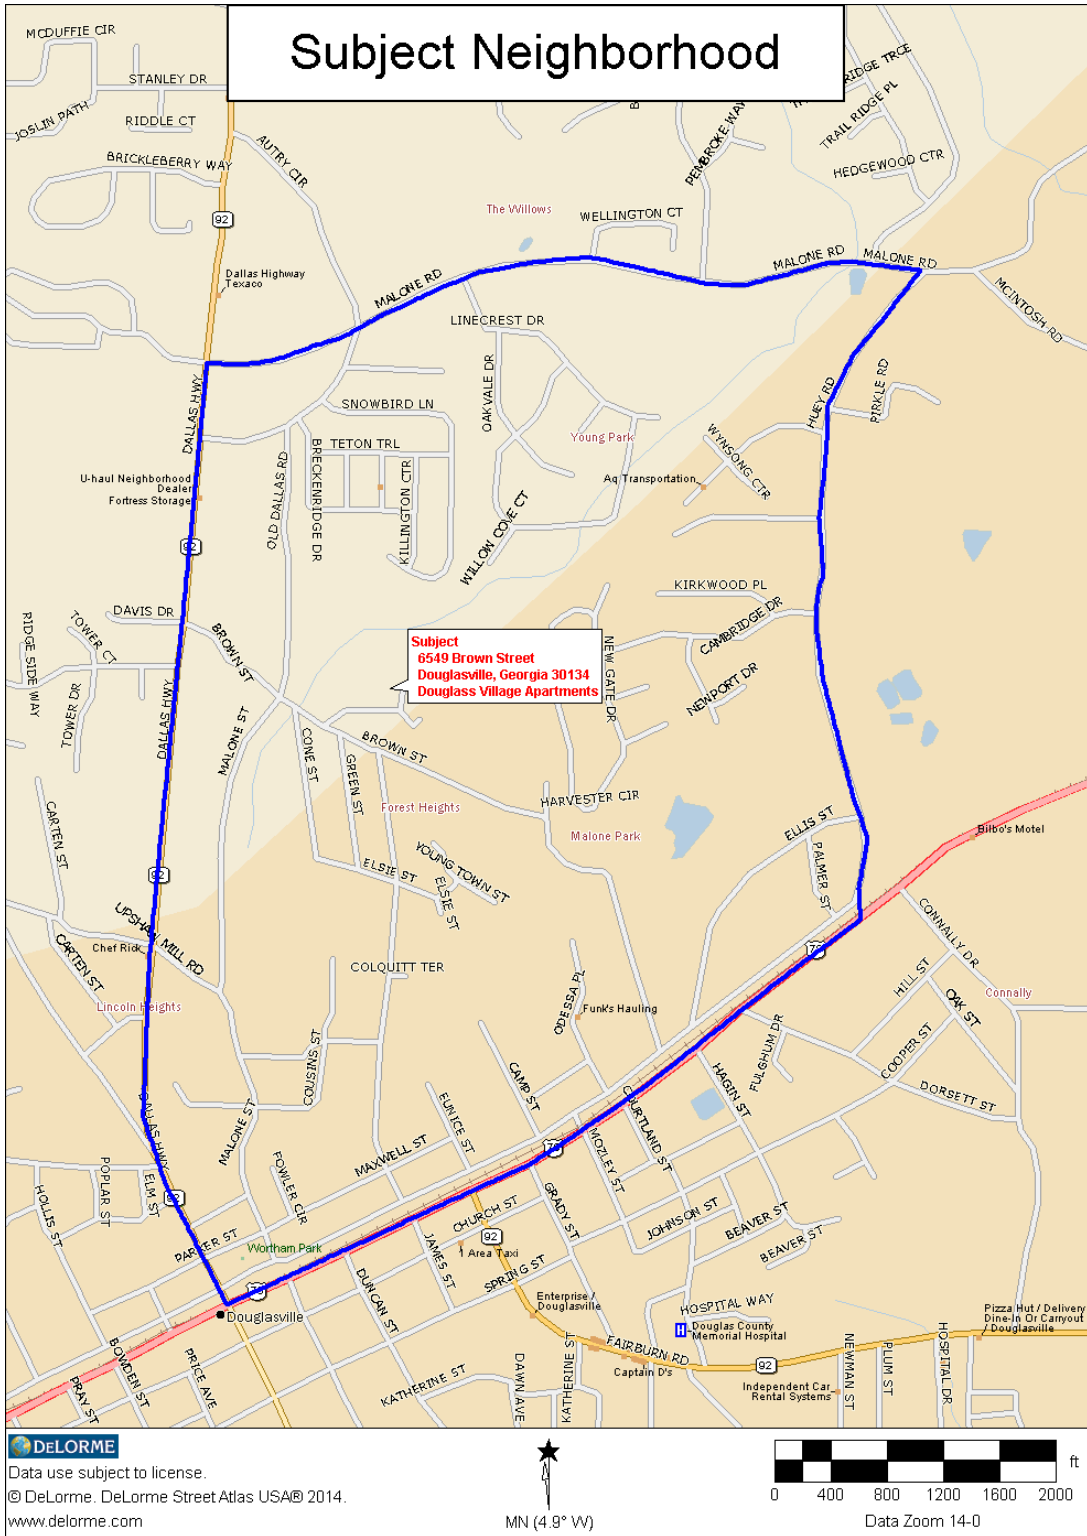 Subject Neighborhood
MCDUFFIE CIR
STANLEY DR
JOSLIN PATH
RIDDLE CT
AUTRY CIR
BRICKLEBERRY WAY
92
PEMBROKE WAY
RIDGE TRCE
TRAIL RIDGE PL
HEDGEWOOD CTR
The Willows
WELLINGTON CT
MALONE RD
MALONE RD
MALONE RD
MCINTOSH RD
Dallas Highway
Texaco
LINECREST DR
OAKVALE DR
DALLAS HWY
SNOWBIRD LN
TETON TRL
BRECKENRIDGE DR
OLD DALLAS RD
KILLINGTON CTR
WILLOW COVE CT
Young Park
HUEY RD
PIRKLE RD
WYNSONG CTR
Aq Transportation
U-haul Neighborhood
Dealer
Fortress Storage
92
KIRKWOOD PL
CAMBRIDGE DR
NEWPORT DR
NEW GATE DR
DAVIS DR
BROWN ST
TOWER CT
RIDGE SIDE WAY
TOWER DR
DALLAS HWY
MALONE ST
Subject
6549 Brown Street
Douglasville, Georgia 30134
Douglass Village Apartments
CONE ST
GREEN ST
BROWN ST
HARVESTER CIR
Forest Heights
Malone Park
ELLIS ST
PALMER ST
Bilbo's Motel
CARTEN ST
92
ELSIE ST
YOUNG TOWN ST
ELSIE ST
UPSHAW MILL RD
Chef Rick
CARTEN ST
Lincoln Heights
COLQUITT TER
ODESSA PL
Funk's Hauling
78
CONNALLY DR
HILL ST
OAK ST
Connally
COOPER ST
FULGHUM DR
DORSETT ST
HAGIN ST
COURTLAND ST
MOZLEY ST
CAMP ST
EUNICE ST
COUSINS ST
MALONE ST
DALLAS HWY
MAXWELL ST
FOWLER CIR
78
POPLAR ST
ELM ST
HOLLIS ST
92
PARKER ST
Wortham Park
CHURCH ST
GRADY ST
JOHNSON ST
BEAVER ST
BEAVER ST
92
Area Taxi
JAMES ST
SPRING ST
DUNCAN ST
78
Douglasville
Enterprise /
Douglasville
HOSPITAL WAY
H
Douglas County
Memorial Hospital
Pizza Hut / Delivery
Dine-In Or Carryout
/ Douglasville
FAIRBURN RD
92
Captain D's
BOWDEN ST
PRICE AVE
PRAY ST
KATHERINE ST
DAWN AVE
KATHERINE ST
Independent Car
Rental Systems
NEWMAN ST
PLUM ST
HOSPITAL DR
DELORME
Data use subject to license.
© DeLorme. DeLorme Street Atlas USA® 2014.
www.delorme.com
MN (4.9° W)
ft
0 400 800 1200 1600 2000
Data Zoom 14-0